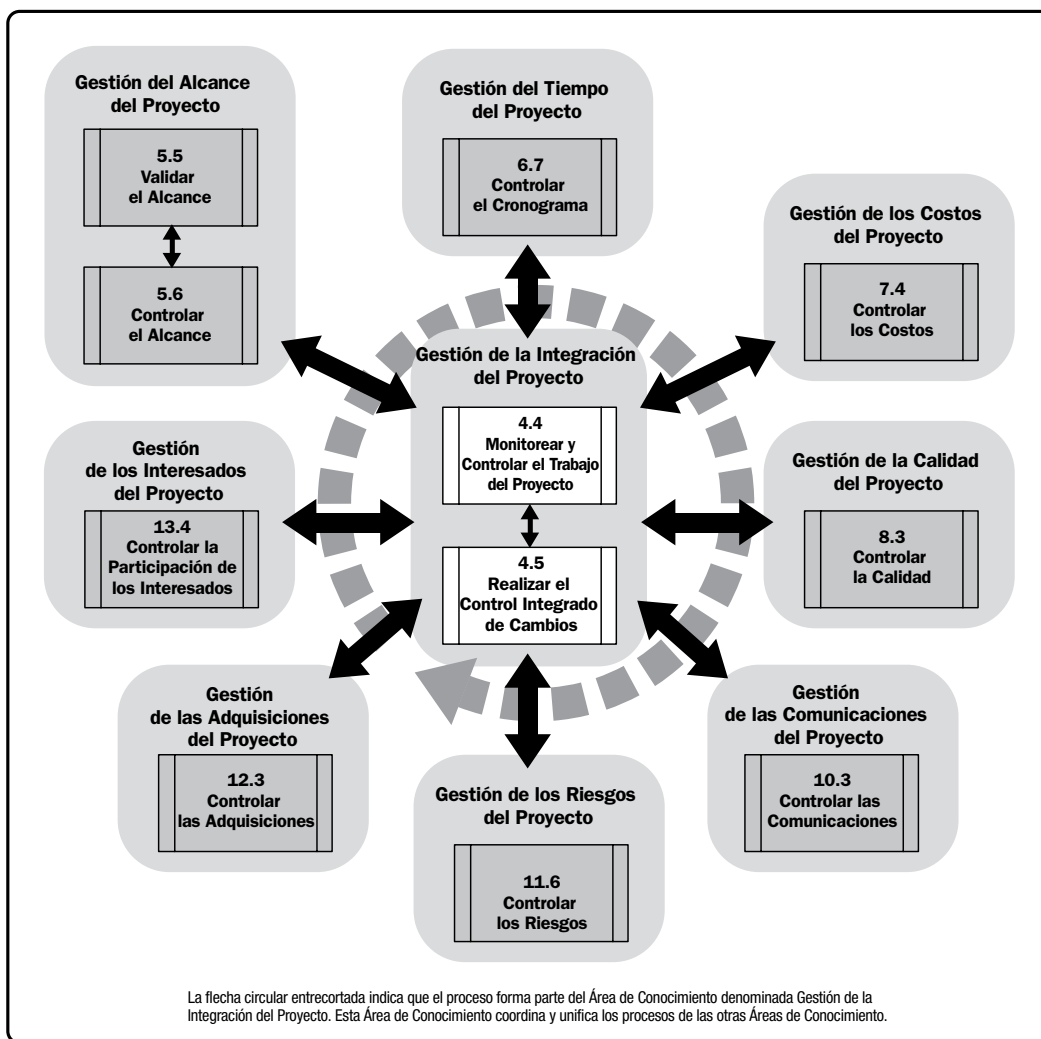 Gestión del Alcance
del Proyecto
5.5
Validar
el Alcance
5.6
Controlar
el Alcance
Gestión del Tiempo
del Proyecto
6.7
Controlar
el Cronograma
Gestión de los Costos
del Proyecto
7.4
Controlar
los Costos
Gestión de la Integración
del Proyecto
4.4
Monitorear y
Controlar el Trabajo
del Proyecto
4.5
Realizar el
Control Integrado
de Cambios
Gestión
de los Interesados
del Proyecto
13.4
Controlar la
Participación de
los Interesados
Gestión de la Calidad
del Proyecto
8.3
Controlar
la Calidad
Gestión
de las Adquisiciones
del Proyecto
12.3
Controlar
las Adquisiciones
Gestión de los Riesgos
del Proyecto
11.6
Controlar
los Riesgos
Gestión
de las Comunicaciones
del Proyecto
10.3
Controlar las
Comunicaciones
La flecha circular entrecortada indica que el proceso forma parte del Área de Conocimiento denominada Gestión de la
Integración del Proyecto. Esta Área de Conocimiento coordina y unifica los procesos de las otras Áreas de Conocimiento.